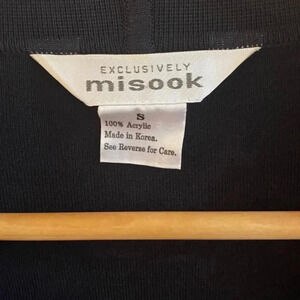 EXCLUSIVELY
misook
S
100% Acrylic
Made in Korea.
See Reverse for Care.